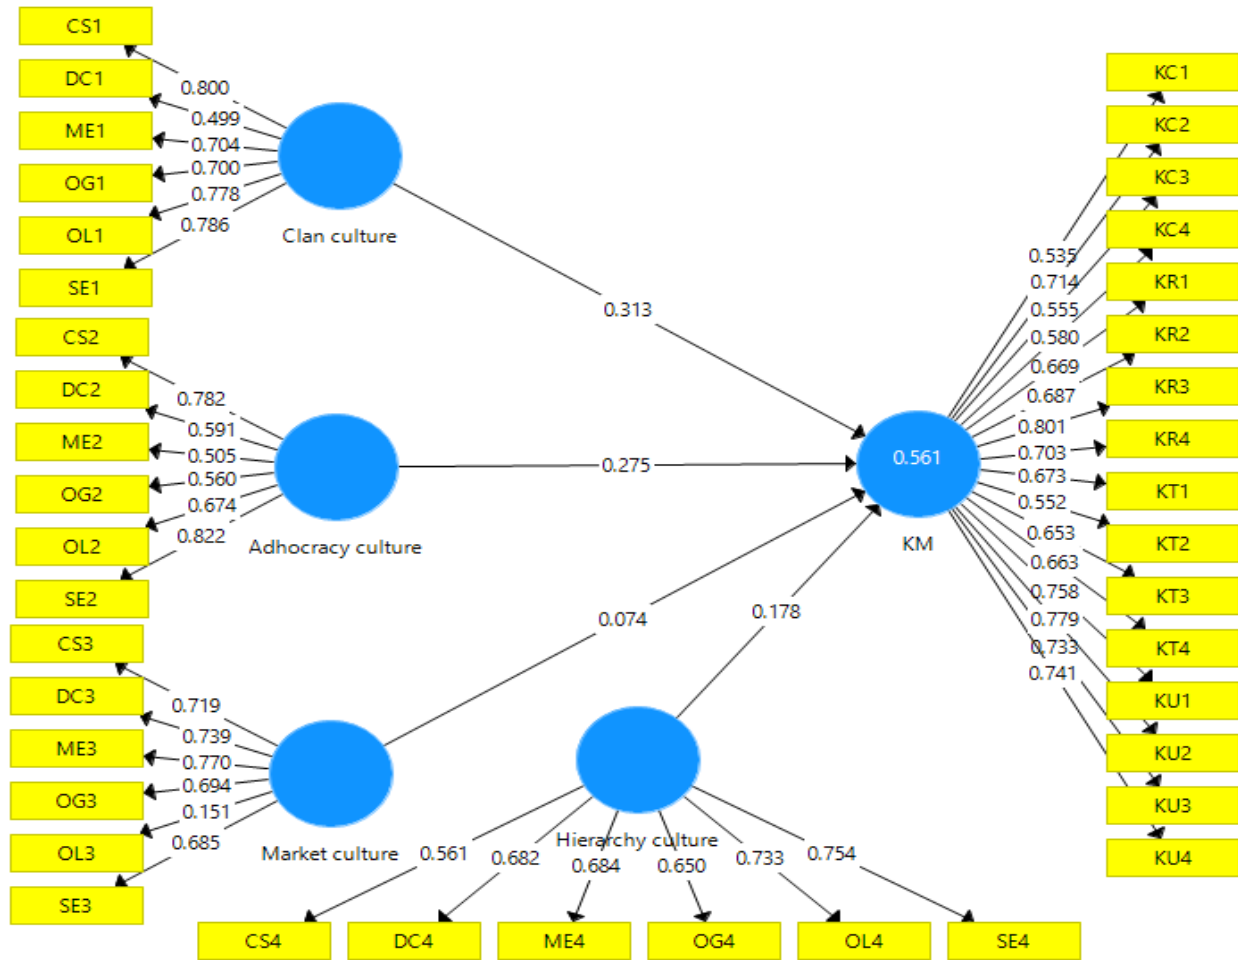 CS1
DC1
ME1
OG1
OL1
SE1
0.800
0.499
0.704
0.700
0.778
0.786
Clan culture
CS2
DC2
ME2
OG2
OL2
SE2
0.782
0.591
0.505
0.560
0.674
0.822
Adhocracy culture
CS3
DC3
ME3
OG3
OL3
SE3
0.719
0.739
0.770
0.694
0.151
0.685
Market culture
Hierarchy culture
0.561
0.682
0.684
0.650
0.733
0.754
CS4
DC4
ME4
OG4
OL4
SE4
0.313
0.275
0.074
0.178
0.561
KM
0.535
0.714
0.555
0.580
0.669
0.687
0.801
0.703
0.673
0.552
0.653
0.663
0.758
0.779
0.733
0.741
KC1
KC2
KC3
KC4
KR1
KR2
KR3
KR4
KT1
KT2
KT3
KT4
KU1
KU2
KU3
KU4